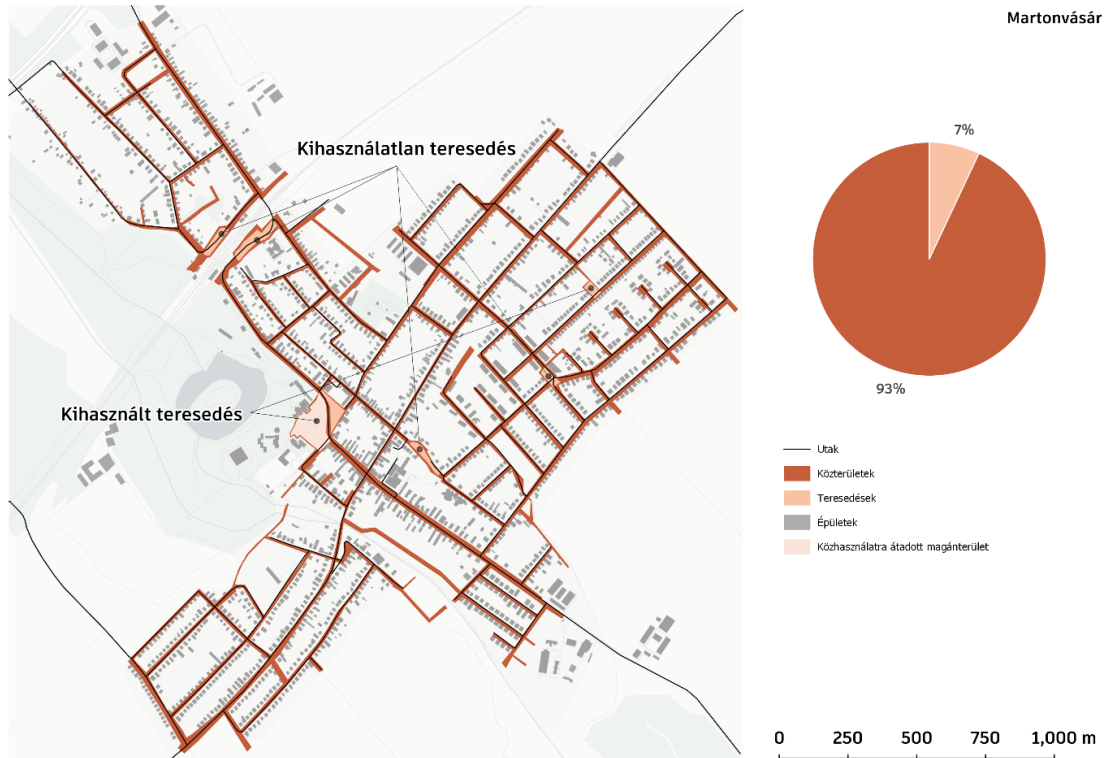 Martonvásár
Kihasználatlan teresedés
Kihasznált teresedés
7%
93%
Utak
Közterületek
Teresedések
Épületek
Közhasználatra átadott magánterület
0 250 500 750 1,000 m